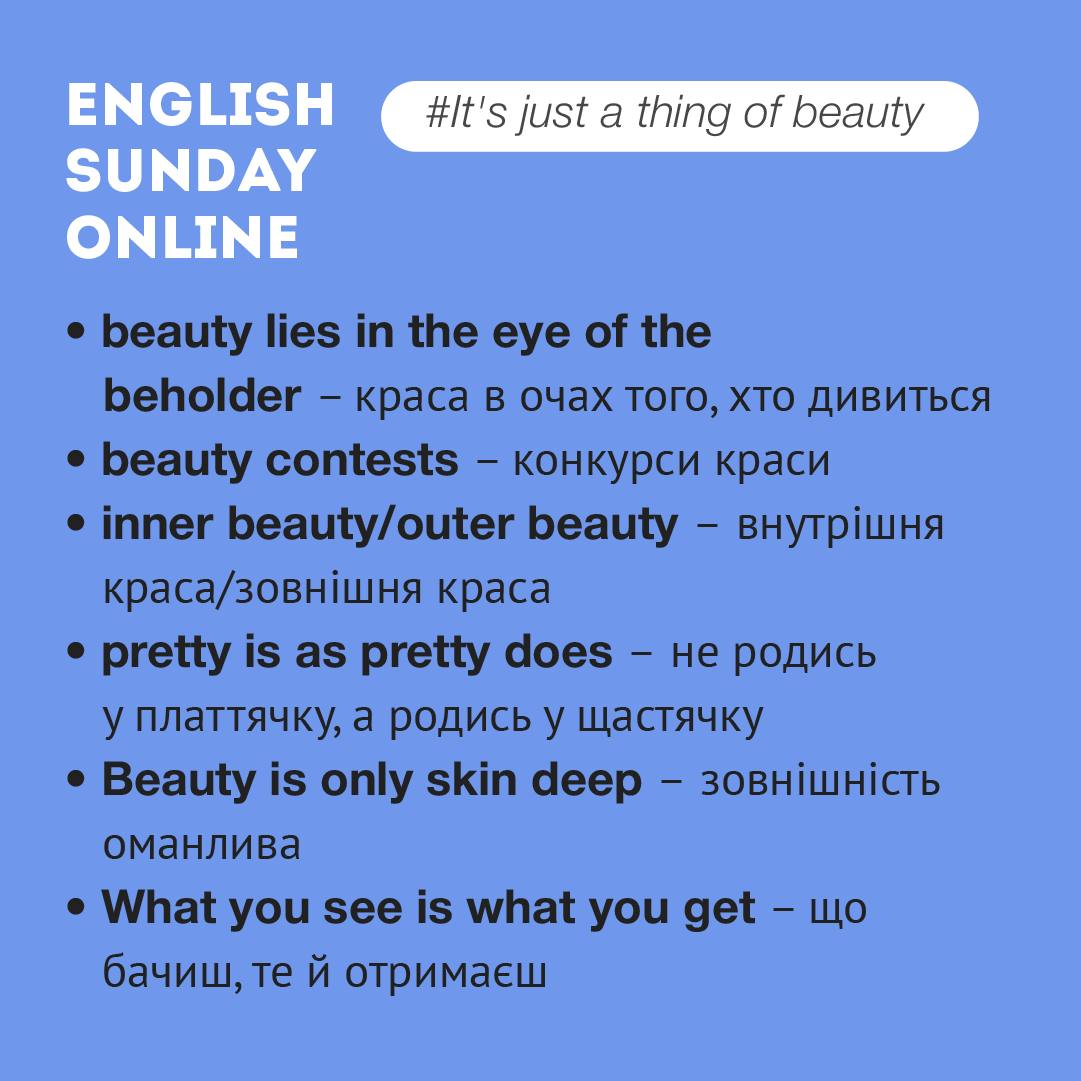 ENGLISH
SUNDAY
ONLINE
#It's just a thing of beauty
• beauty lies in the eye of the
beholder – краса в очах того, хто дивиться
• beauty contests – конкурси краси
• inner beauty/outer beauty – внутрішня
краса/зовнішня краса
• pretty is as pretty does – не родись
у платтячку, а родись у щастячку
• Beauty is only skin deep – зовнішність
оманлива
• What you see is what you get – що
бачиш, те й отримаєш